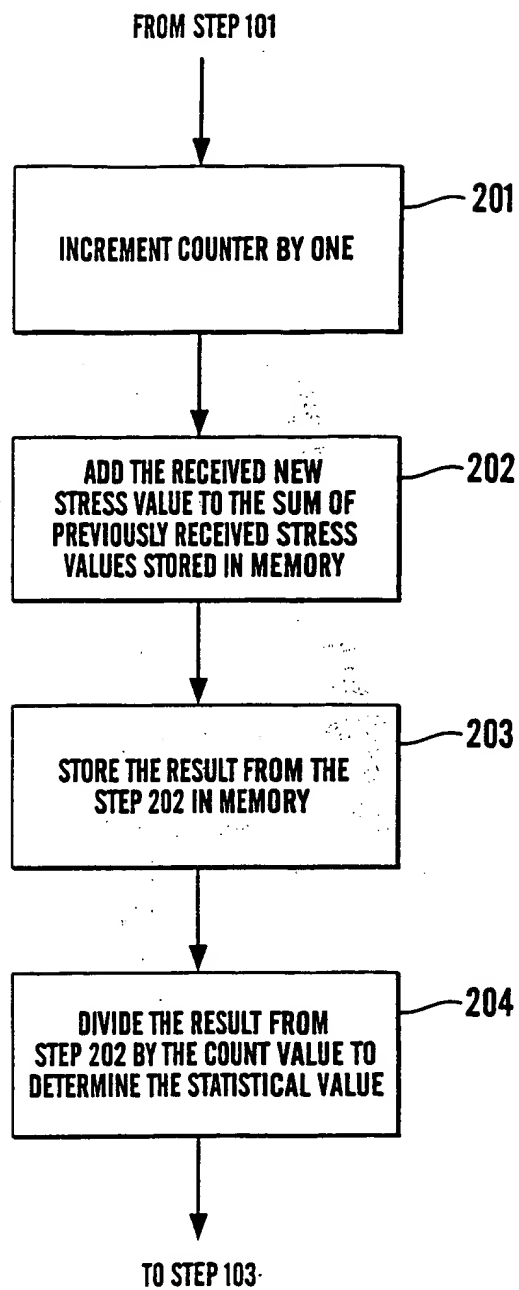 FROM STEP 101
INCREMENT COUNTER BY ONE
201
ADD THE RECEIVED NEW
STRESS VALUE TO THE SUM OF
PREVIOUSLY RECEIVED STRESS
VALUES STORED IN MEMORY
202
STORE THE RESULT FROM THE
STEP 202 IN MEMORY
203
DIVIDE THE RESULT FROM
STEP 202 BY THE COUNT VALUE TO
DETERMINE THE STATISTICAL VALUE
204
TO STEP 103